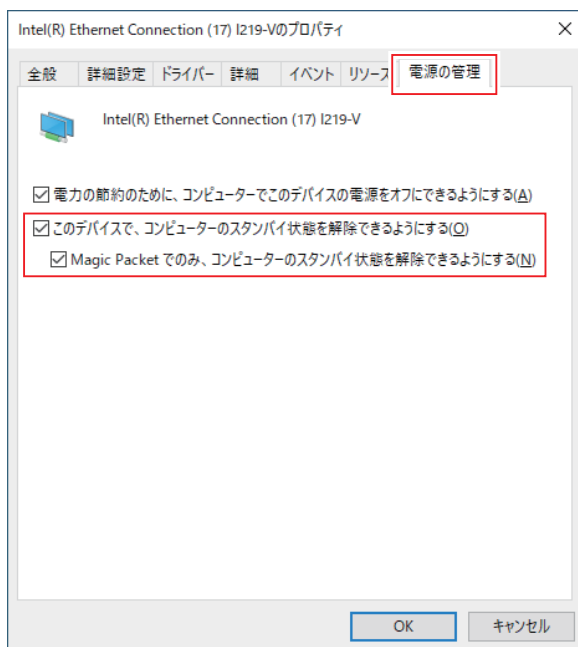 Intel(R) Ethernet Connection (17) I219-Vのプロパティ
全般 詳細設定 ドライバー 詳細 イベント リソース 電源の管理
Intel(R) Ethernet Connection (17) I219-V
電力の節約のために、コンピューターでこのデバイスの電源をオフにできるようにする(A)
このデバイスで、コンピューターのスタンバイ状態を解除できるようにする(O)
Magic Packet でのみ、コンピューターのスタンバイ状態を解除できるようにする(N)
OK キャンセル